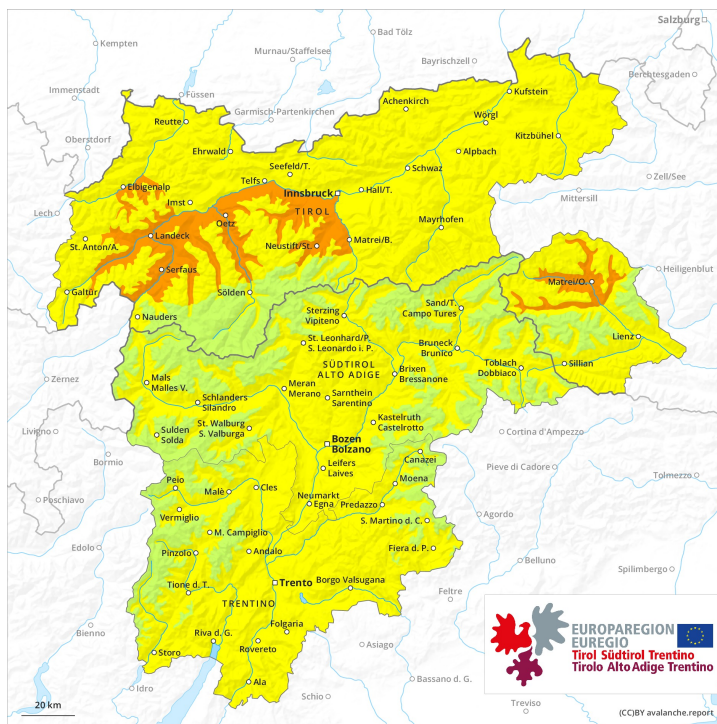 Salzburg
Kempten
Bad Tölz
Murnau/Staffelsee
Bayrischzell
Berchtesgaden
Immenstadt
Füssen
Garmisch-Partenkirchen
Kufstein
Achenkirch
Oberstdorf
Reutte
Wörgl
Kitzbühel
Ehrwald
Alpbach
Seefeld/T.
Schwaz
Zell/See
Telfs
Elbigenalp
Innsbruck
Hall/T.
Mittersill
Imst
TIROL
Lech
Oetz
Mayrhofen
Landeck
St. Anton/A.
Neustift/St.
Matrei/B.
Serfaus
Heiligenblut
Matrei/O.
Galtür
Sölden
Nauders
Sterzing
Vipiteno
Sand/T.
Campo Tures
Lienz
St. Leonhard/P.
S. Leonardo i. P.
Bruneck
Brunico
Toblach
Dobbiaco
Sillian
SÜDTIROL
ALTO ADIGE
Brixen
Bressanone
Zernez
Mals
Malles V.
Meran
Merano
Sarnthein
Sarentino
Schlanders
Silandro
St. Walburg
S. Valburga
Kastelruth
Castelrotto
Livigno
Sulden
Solda
Cortina d'Ampezzo
Bozen
Bolzano
Bormio
Canazei
Leifers
Laives
Pieve di Cadore
Tolmezzo
Peio
Moena
Malè
Cles
Neumarkt
Egna
Predazzo
Poschiavo
Vermiglio
Agordo
M. Campiglio
S. Martino d. C.
Edolo
Pinzolo
Andalo
Fiera d. P.
Belluno
Spilimbergo
Tione d. T.
Trento
Borgo Valsugana
Feltre
TRENTINO
Folgaria
Bienno
Riva d. G.
Rovereto
Asiago
Storo
Ala
Idro
Schio
Bassano d. G.
Treviso
EUROPAREGION
EUREGIO
Tirol Südtirol Trentino
Tirolo Alto Adige Trentino
20 km
(CC)BY avalanche.report